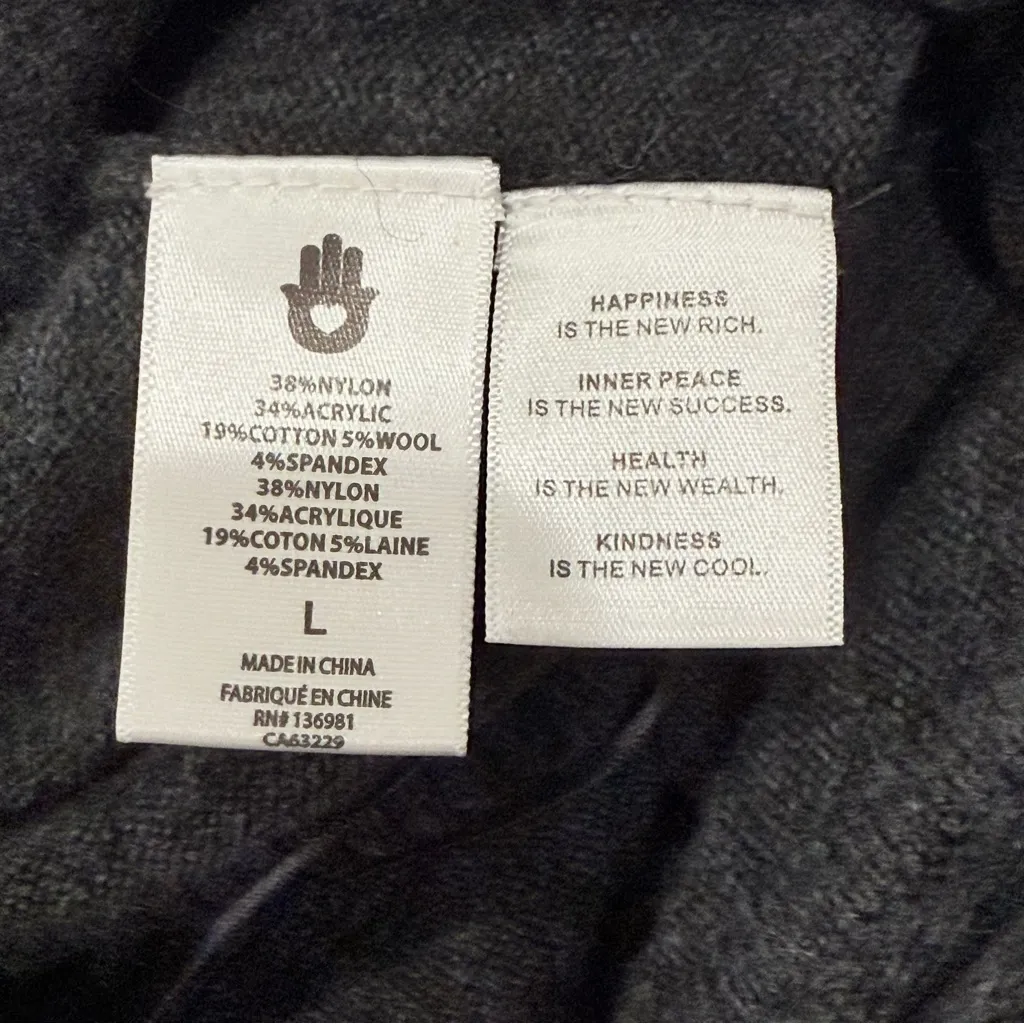 38%NYLON
34%ACRYLIC
19%COTTON 5%WOOL
4%SPANDEX
38%NYLON
34%ACRYLIQUE
19%COTON 5%LAINE
4%SPANDEX
L
MADE IN CHINA
FABRIQUÉ EN CHINE
RN# 136981
CA63229
HAPPINESS
IS THE NEW RICH.
INNER PEACE
IS THE NEW SUCCESS.
HEALTH
IS THE NEW WEALTH.
KINDNESS
IS THE NEW COOL.